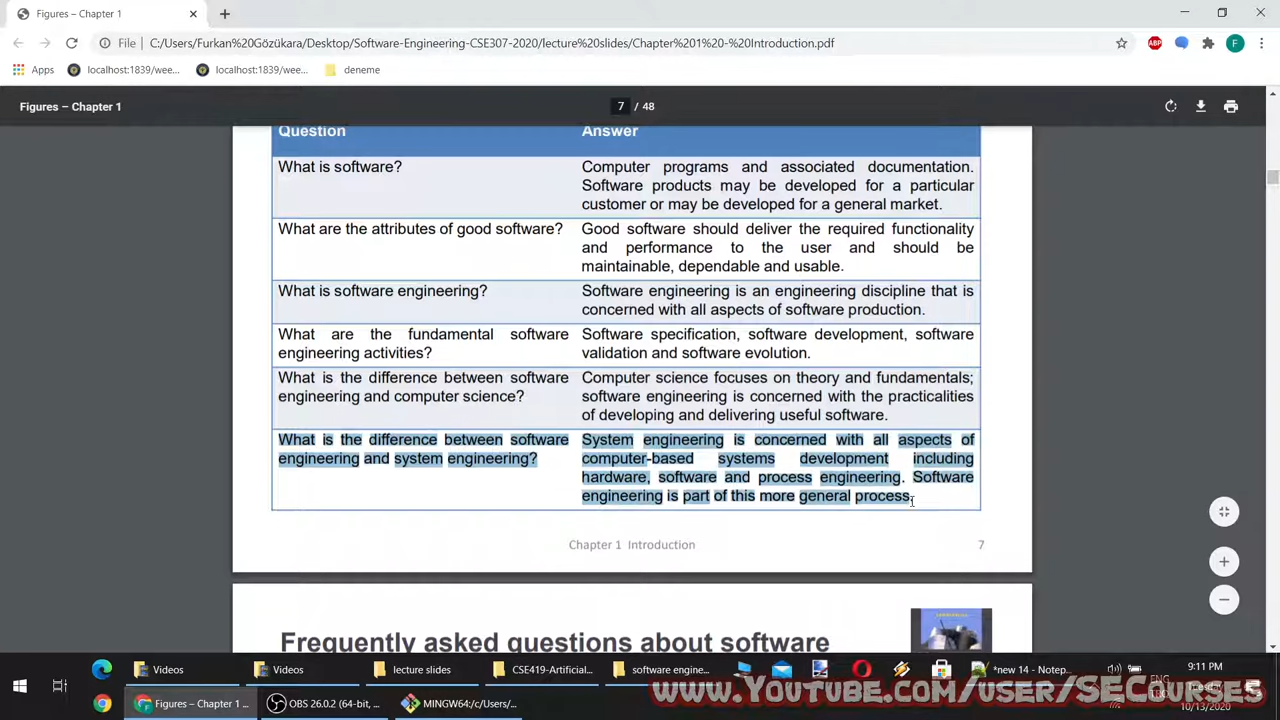 Figures – Chapter 1
File
C:/Users/Furkan%20Gözükara/Desktop/Software-Engineering-CSE307-2020/lecture%20slides/Chapter%201%20-%20Introduction.pdf
ABP
F
Apps
localhost:1839/wee...
localhost:1839/wee...
deneme
Figures – Chapter 1
7 / 48
Question
Answer
What is software?
Computer programs and associated documentation.
Software products may be developed for a particular
customer or may be developed for a general market.
What are the attributes of good software?
Good software should deliver the required functionality
and performance to the user and should be
maintainable, dependable and usable.
What is software engineering?
Software engineering is an engineering discipline that is
concerned with all aspects of software production.
What are the fundamental software
engineering activities?
Software specification, software development, software
validation and software evolution.
What is the difference between software
engineering and computer science?
Computer science focuses on theory and fundamentals;
software engineering is concerned with the practicalities
of developing and delivering useful software.
What is the difference between software
engineering and system engineering?
System engineering is concerned with all aspects of
computer-based systems development including
hardware, software and process engineering. Software
engineering is part of this more general process.
Chapter 1 Introduction
7
Frequently asked questions about software
Videos
Videos
lecture slides
CSE419-Artificial...
software enginee...
*new 14 - Notep...
Figures – Chapter 1 ...
OBS 26.0.2 (64-bit, ...
MINGW64:/c/Users/...
ENG
9:11 PM
10/13/2020
www.YouTube.com/user/SECourses